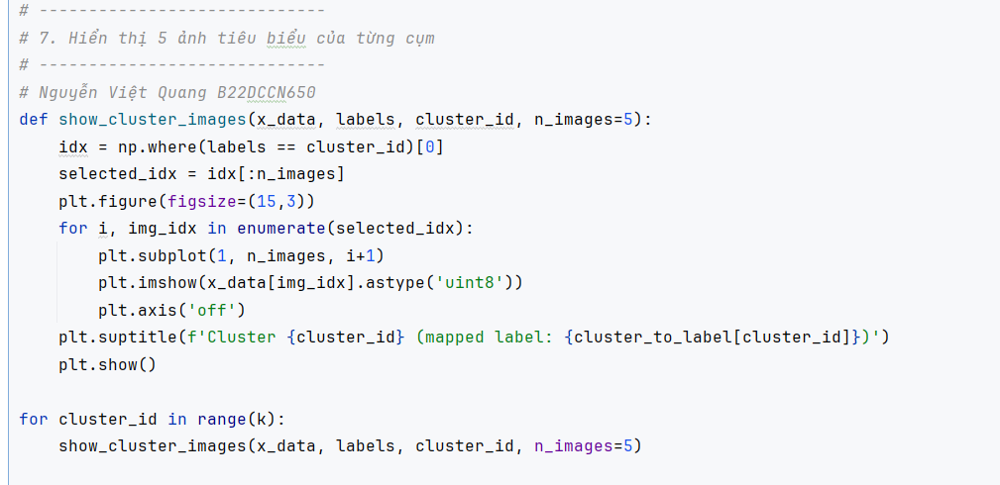 # -----------------------------
# 7. Hiển thị 5 ảnh tiêu biểu của từng cụm
# -----------------------------
# Nguyễn Việt Quang B22DCCN650
def show_cluster_images(x_data, labels, cluster_id, n_images=5):
    idx = np.where(labels == cluster_id)[0]
    selected_idx = idx[:n_images]
    plt.figure(figsize=(15,3))
    for i, img_idx in enumerate(selected_idx):
        plt.subplot(1, n_images, i+1)
        plt.imshow(x_data[img_idx].astype('uint8'))
        plt.axis('off')
    plt.suptitle(f'Cluster {cluster_id} (mapped label: {cluster_to_label[cluster_id]})')
    plt.show()

for cluster_id in range(k):
    show_cluster_images(x_data, labels, cluster_id, n_images=5)